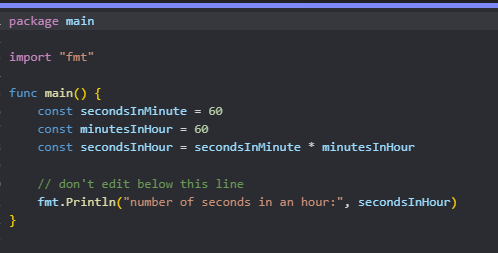 package main
import "fmt"
func main() {
const secondsInMinute = 60
const minutesInHour = 60
const secondsInHour = secondsInMinute * minutesInHour
// don't edit below this line
fmt.Println("number of seconds in an hour:", secondsInHour)
}